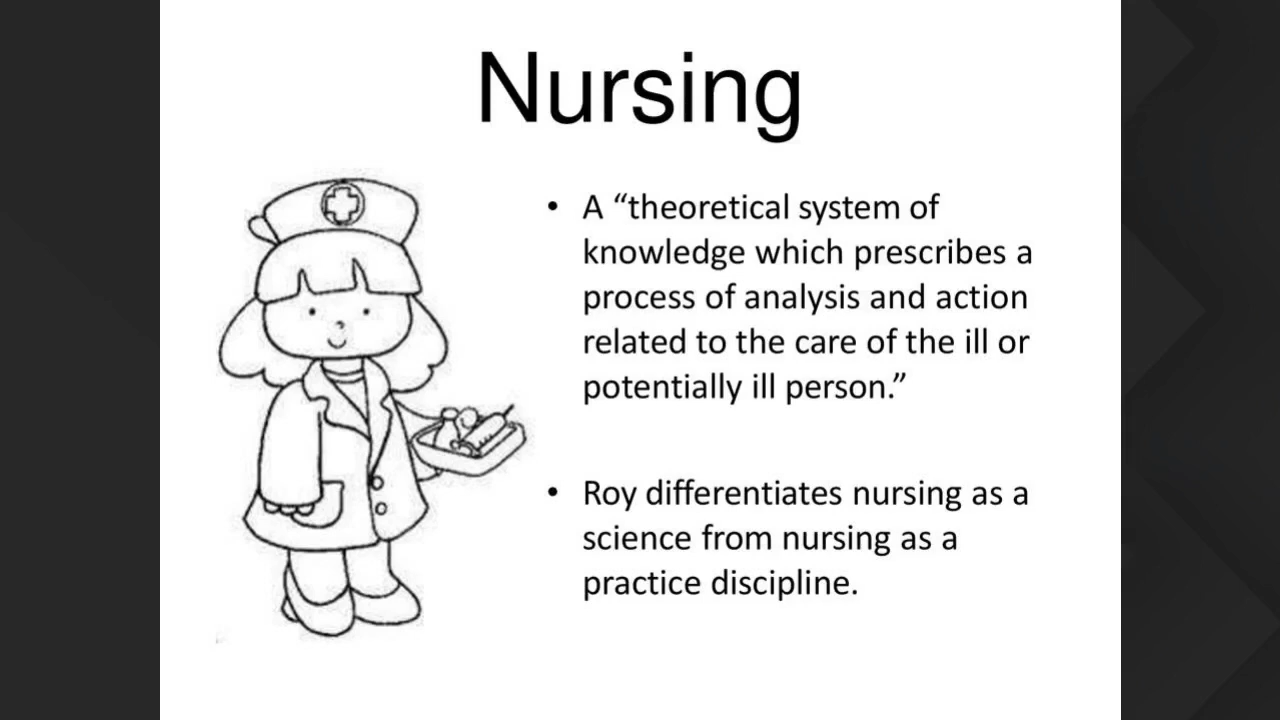 Nursing
• A “theoretical system of
knowledge which prescribes a
process of analysis and action
related to the care of the ill or
potentially ill person.”
• Roy differentiates nursing as a
science from nursing as a
practice discipline.